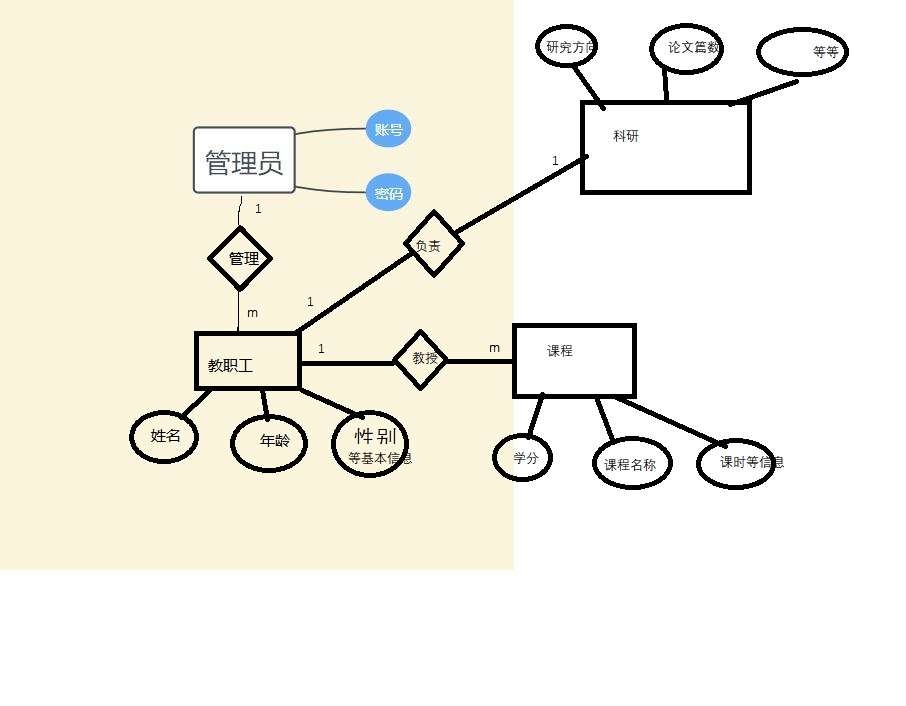 研究方向
论文篇数
等等
科研
账号
管理员
密码
1
1
负责
管理
1
m
1
教授
m
课程
教职工
姓名
年龄
性别
等基本信息
学分
课程名称
课时等信息